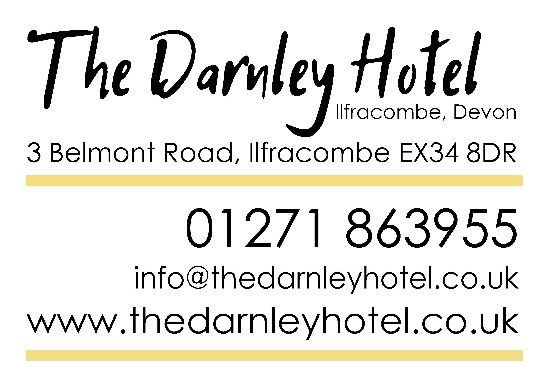 The Darnley Hotel
Ilfracombe, Devon
3 Belmont Road, Ilfracombe EX34 8DR
01271 863955
info@thedarnleyhotel.co.uk
www.thedarnleyhotel.co.uk